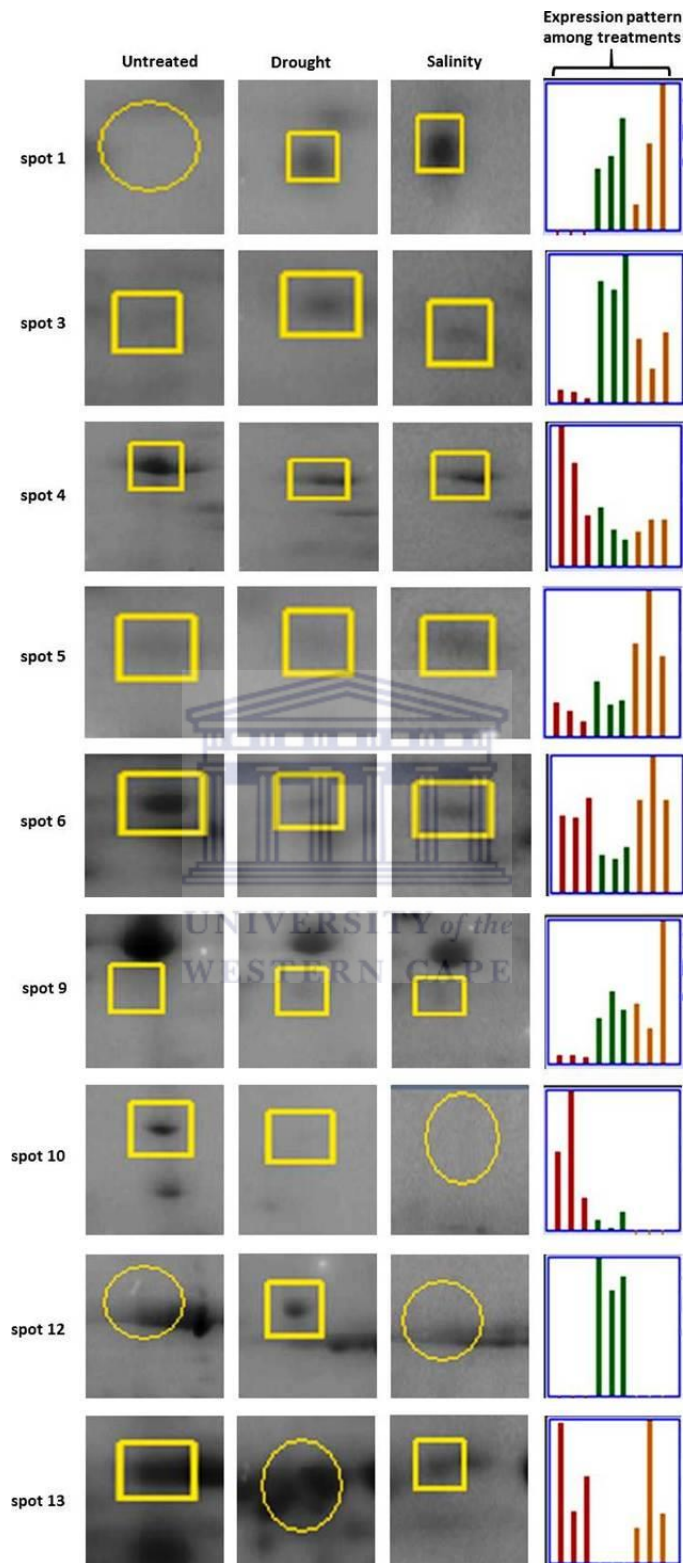 Expression pattern
among treatments
Untreated Drought Salinity
spot 1
spot 3
spot 4
spot 5
spot 6
UNIVERSITY of the
WESTERN CAPE
spot 9
spot 10
spot 12
spot 13